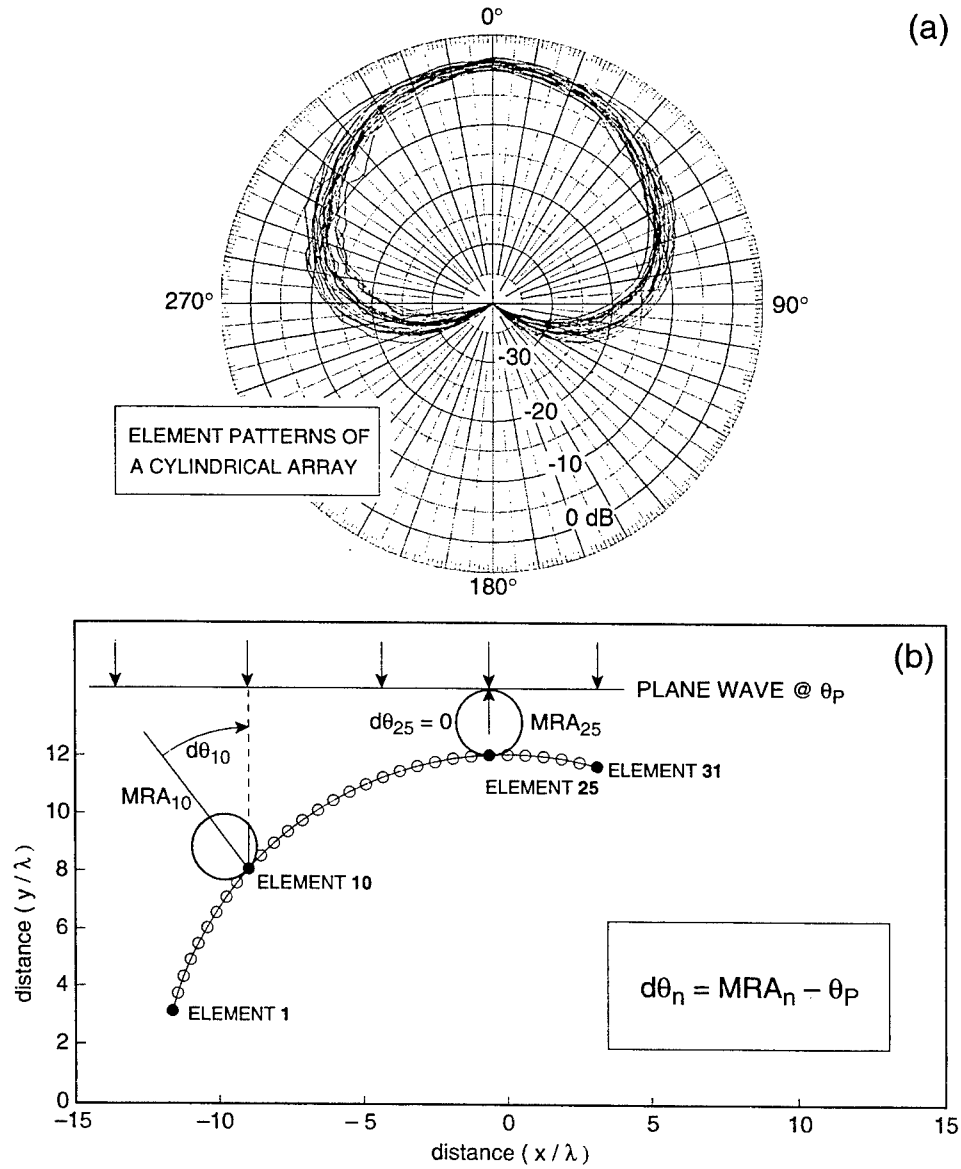 (a)
0°
270°
90°
-30
-20
-10
0 dB
180°
ELEMENT PATTERNS OF
A CYLINDRICAL ARRAY
(b)
PLANE WAVE @ θP
dθ25 = 0
MRA25
dθ10
MRA10
ELEMENT 31
ELEMENT 25
ELEMENT 10
ELEMENT 1
dθn = MRAn – θP
distance ( y / λ )
12
10
8
6
4
2
0
–15
–10
–5
0
5
10
15
distance ( x / λ )